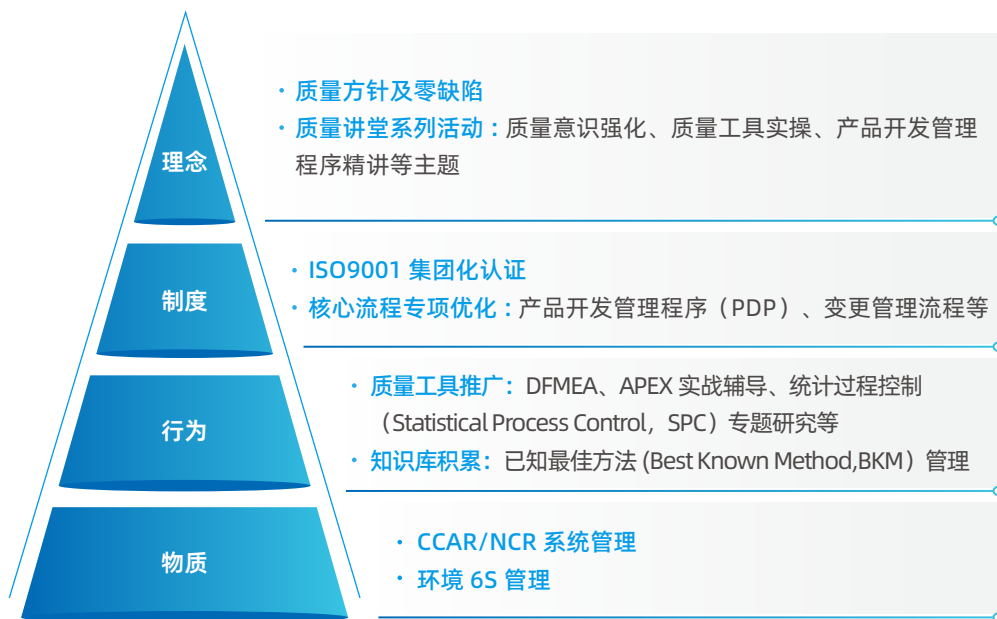 理念
· 质量方针及零缺陷
· 质量讲堂系列活动：质量意识强化、质量工具实操、产品开发管理
程序精讲等主题
制度
· ISO9001 集团化认证
· 核心流程专项优化：产品开发管理程序（PDP）、变更管理流程等
行为
· 质量工具推广：DFMEA、APEX 实战辅导、统计过程控制
（Statistical Process Control，SPC）专题研究等
· 知识库积累：已知最佳方法 (Best Known Method,BKM）管理
物质
· CCAR/NCR 系统管理
· 环境 6S 管理